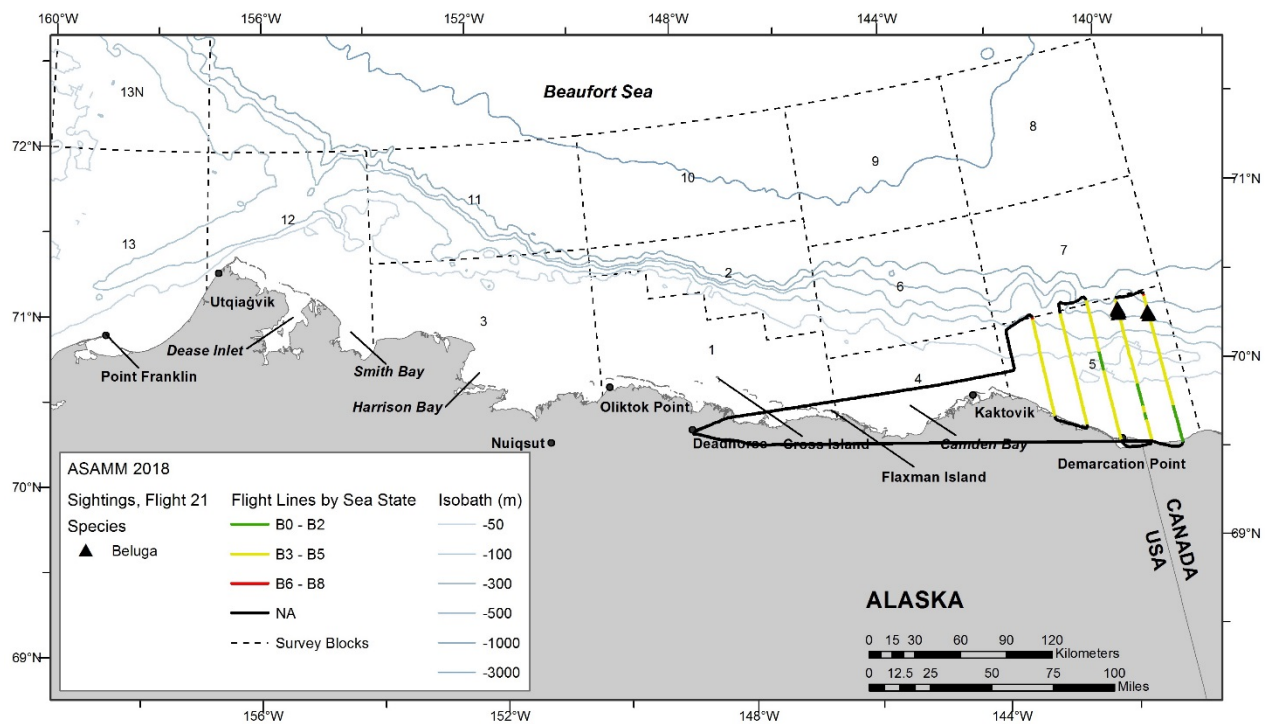 160°W
156°W
152°W
148°W
144°W
140°W
13N
Beaufort Sea
8
72°N
9
71°N
10
11
12
13
7
2
6
Utqiaġvik
71°N
3
70°N
Dease Inlet
Smith Bay
1
5
Point Franklin
4
Harrison Bay
Oliktok Point
Kaktovik
Nuiqsut
Deadhorse
Cross Island
Camden Bay
Demarcation Point
Flaxman Island
70°N
69°N
69°N
CANADA
USA
ASAMM 2018
Sightings, Flight 21
Species
Beluga
Flight Lines by Sea State
B0 - B2
B3 - B5
B6 - B8
NA
Survey Blocks
Isobath (m)
-50
-100
-300
-500
-1000
-3000
ALASKA
0 15 30 60 90 120
Kilometers
0 12.5 25 50 75 100
Miles
156°W
152°W
148°W
144°W